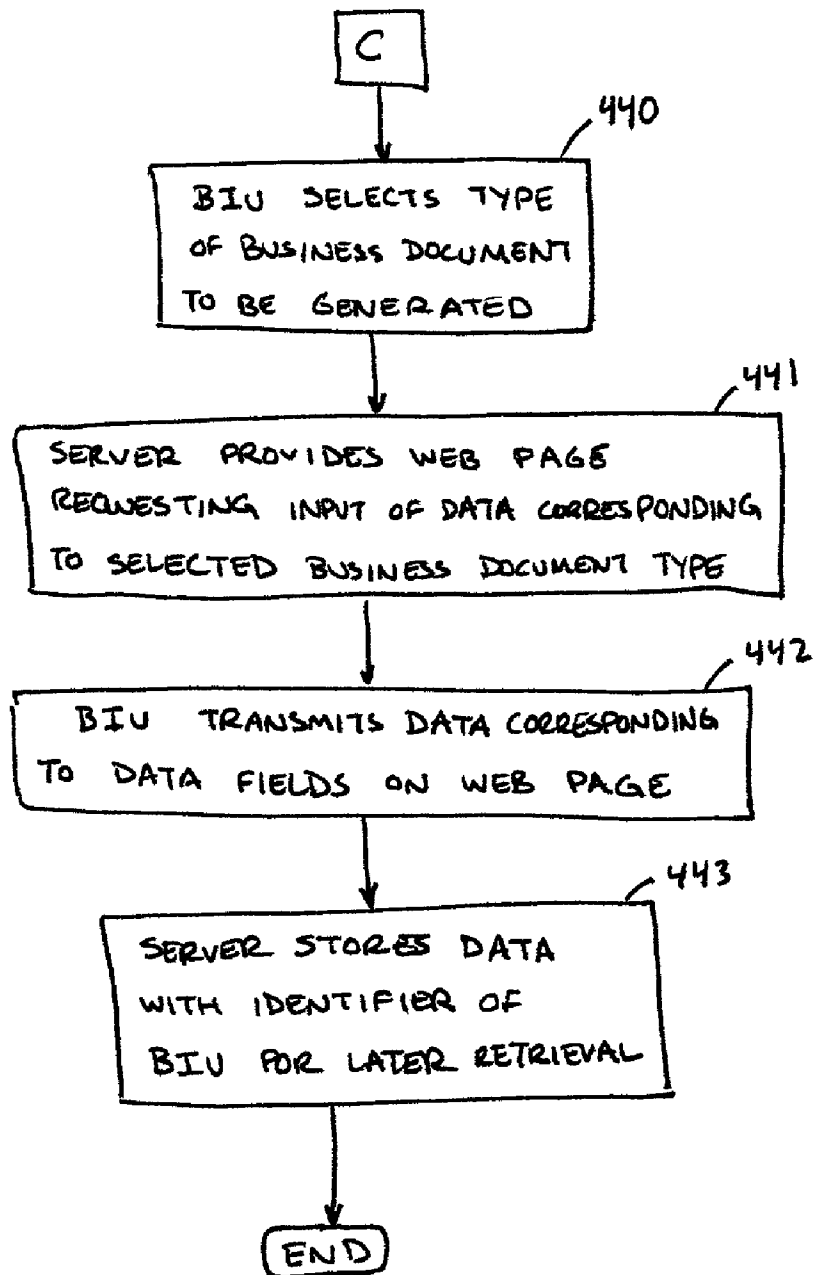 C
440
BIU SELECTS TYPE
OF BUSINESS DOCUMENT
TO BE GENERATED
441
SERVER PROVIDES WEB PAGE
REQUESTING INPUT OF DATA CORRESPONDING
TO SELECTED BUSINESS DOCUMENT TYPE
442
BIU TRANSMITS DATA CORRESPONDING
TO DATA FIELDS ON WEB PAGE
443
SERVER STORES DATA
WITH IDENTIFIER OF
BIU FOR LATER RETRIEVAL
END